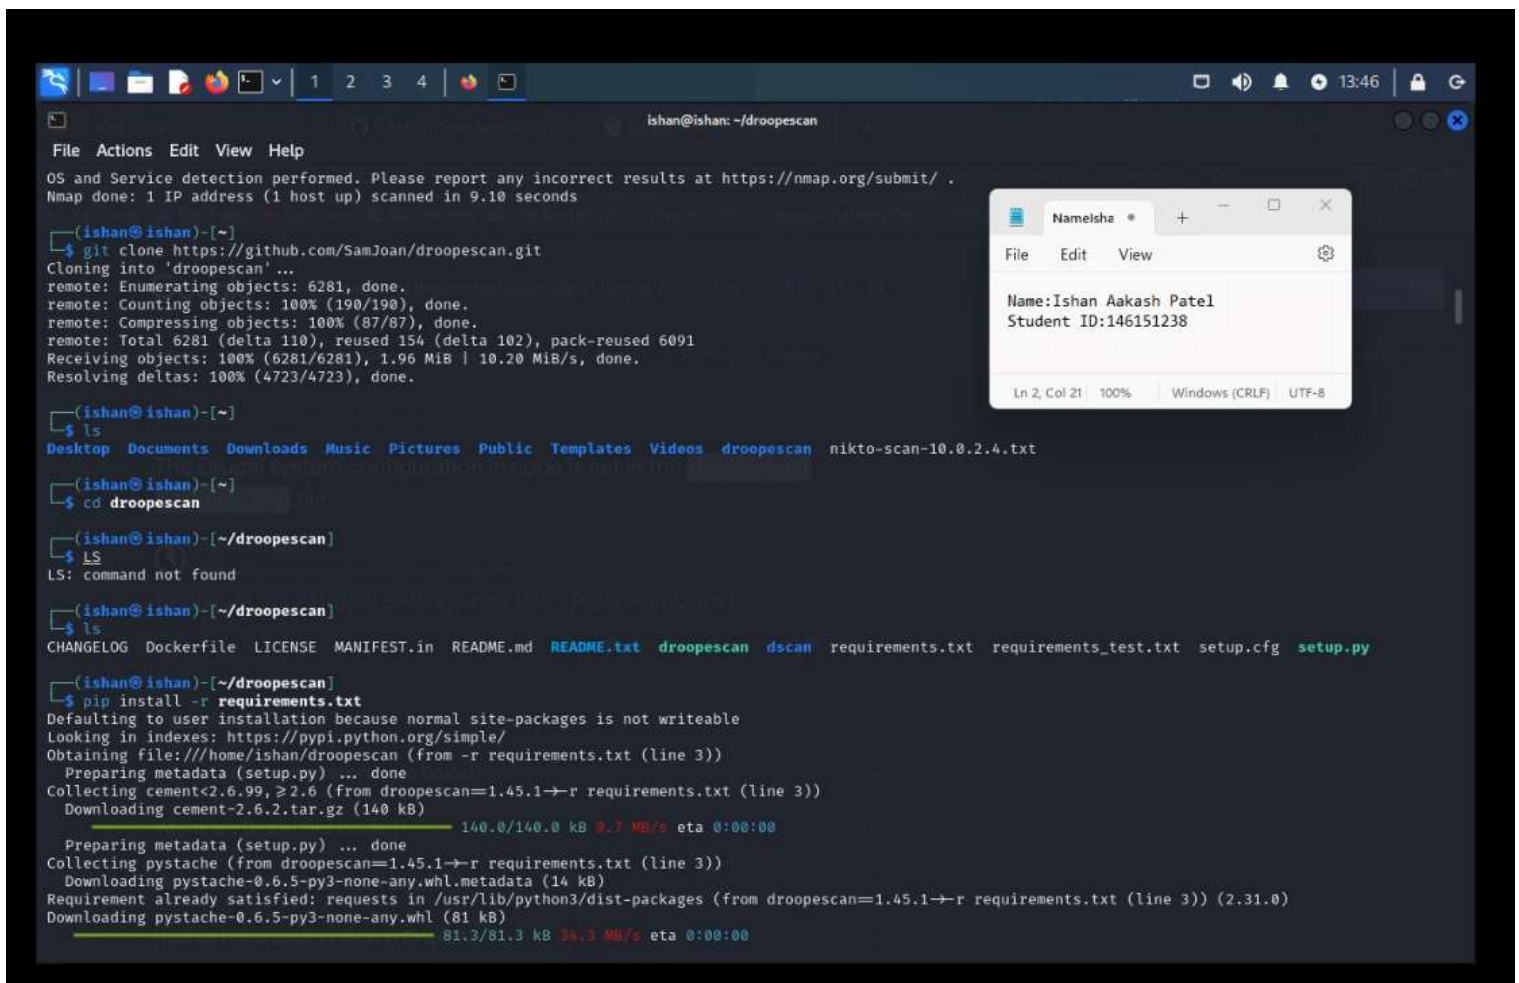 1 2 3 4
13:46
ishan@ishan: ~/droopescan
File Actions Edit View Help
OS and Service detection performed. Please report any incorrect results at https://nmap.org/submit/ .
Nmap done: 1 IP address (1 host up) scanned in 9.10 seconds
┌──(ishan㉿ishan)-[~]
└─$ git clone https://github.com/SamJoan/droopescan.git
Cloning into 'droopescan'...
remote: Enumerating objects: 6281, done.
remote: Counting objects: 100% (190/190), done.
remote: Compressing objects: 100% (87/87), done.
remote: Total 6281 (delta 110), reused 154 (delta 102), pack-reused 6091
Receiving objects: 100% (6281/6281), 1.96 MiB | 10.20 MiB/s, done.
Resolving deltas: 100% (4723/4723), done.
┌──(ishan㉿ishan)-[~]
└─$ ls
Desktop Documents Downloads Music Pictures Public Templates Videos droopescan nikto-scan-10.0.2.4.txt
┌──(ishan㉿ishan)-[~]
└─$ cd droopescan
┌──(ishan㉿ishan)-[~/droopescan]
└─$ LS
LS: command not found
┌──(ishan㉿ishan)-[~/droopescan]
└─$ ls
CHANGELOG Dockerfile LICENSE MANIFEST.in README.md README.txt droopescan dscan requirements.txt requirements_test.txt setup.cfg setup.py
┌──(ishan㉿ishan)-[~/droopescan]
└─$ pip install -r requirements.txt
Defaulting to user installation because normal site-packages is not writeable
Looking in indexes: https://pypi.python.org/simple/
Obtaining file:///home/ishan/droopescan (from -r requirements.txt (line 3))
Preparing metadata (setup.py) ... done
Collecting cement<2.6.99,≥2.6 (from droopescan==1.45.1→-r requirements.txt (line 3))
Downloading cement-2.6.2.tar.gz (140 kB)
140.0/140.0 kB 9.7 MB/s eta 0:00:00
Preparing metadata (setup.py) ... done
Collecting pystache (from droopescan==1.45.1→-r requirements.txt (line 3))
Downloading pystache-0.6.5-py3-none-any.whl.metadata (14 kB)
Requirement already satisfied: requests in /usr/lib/python3/dist-packages (from droopescan==1.45.1→-r requirements.txt (line 3)) (2.31.0)
Downloading pystache-0.6.5-py3-none-any.whl (81 kB)
81.3/81.3 kB 34.3 MB/s eta 0:00:00
NameIsha
File Edit View
Name:Ishan Aakash Patel
Student ID:146151238
Ln 2, Col 21 100% Windows (CRLF) UTF-8
The Drupal system configuration in code is set in the